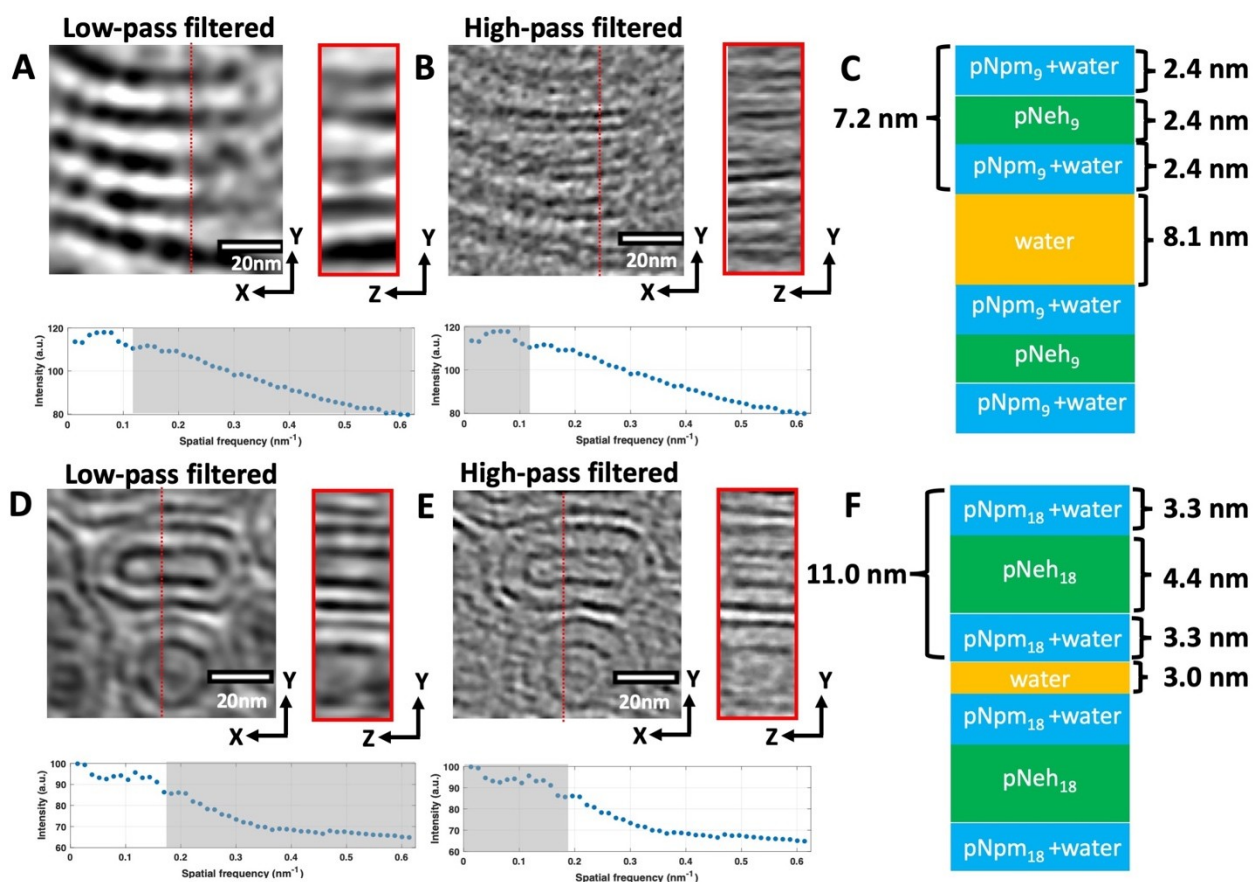 Low-pass filtered
High-pass filtered
A
B
C
20nm
Y
X
Y
Z
20nm
Y
X
Y
Z
pNpm₉+water
pNeh₉
pNpm₉+water
water
pNpm₉+water
pNeh₉
pNpm₉+water
7.2 nm
2.4 nm
2.4 nm
2.4 nm
8.1 nm
Intensity (a.u.)
120
100
80
0 0.1 0.2 0.3 0.4 0.5 0.6
Spatial frequency (nm⁻¹)
Intensity (a.u.)
120
100
80
0 0.1 0.2 0.3 0.4 0.5 0.6
Spatial frequency (nm⁻¹)
Low-pass filtered
High-pass filtered
D
E
F
20nm
Y
X
Y
Z
20nm
Y
X
Y
Z
pNpm₁₈+water
pNeh₁₈
pNpm₁₈+water
water
pNpm₁₈+water
pNeh₁₈
pNpm₁₈+water
11.0 nm
3.3 nm
4.4 nm
3.3 nm
3.0 nm
Intensity (a.u.)
100
90
80
70
60
0 0.1 0.2 0.3 0.4 0.5 0.6
Spatial frequency (nm⁻¹)
Intensity (a.u.)
100
90
80
70
60
0 0.1 0.2 0.3 0.4 0.5 0.6
Spatial frequency (nm⁻¹)